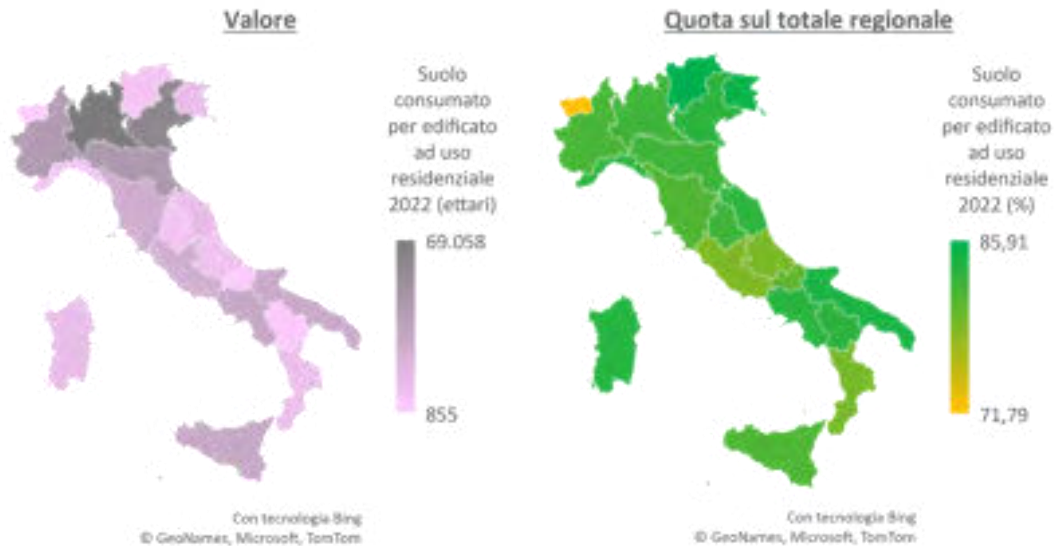 Valore
Suolo
consumato
per edificato
ad uso
residenziale
2022 (ettari)
69.058
855
Con tecnologia Bing
© GeoNames, Microsoft, TomTom
Quota sul totale regionale
Suolo
consumato
per edificato
ad uso
residenziale
2022 (%)
85,91
71,79
Con tecnologia Bing
© GeoNames, Microsoft, TomTom